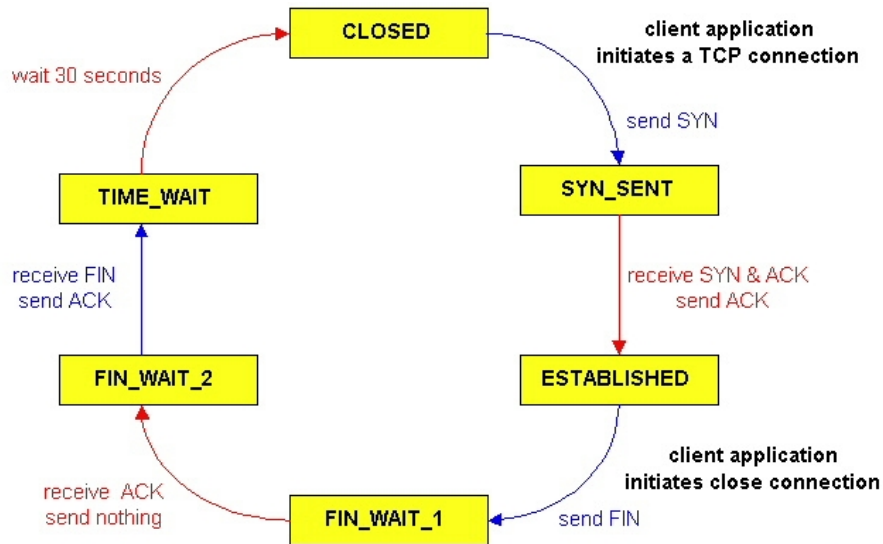 CLOSED
client application
initiates a TCP connection
wait 30 seconds
send SYN
TIME_WAIT
SYN_SENT
receive FIN
send ACK
receive SYN & ACK
send ACK
FIN_WAIT_2
ESTABLISHED
client application
initiates close connection
receive ACK
send nothing
FIN_WAIT_1
send FIN